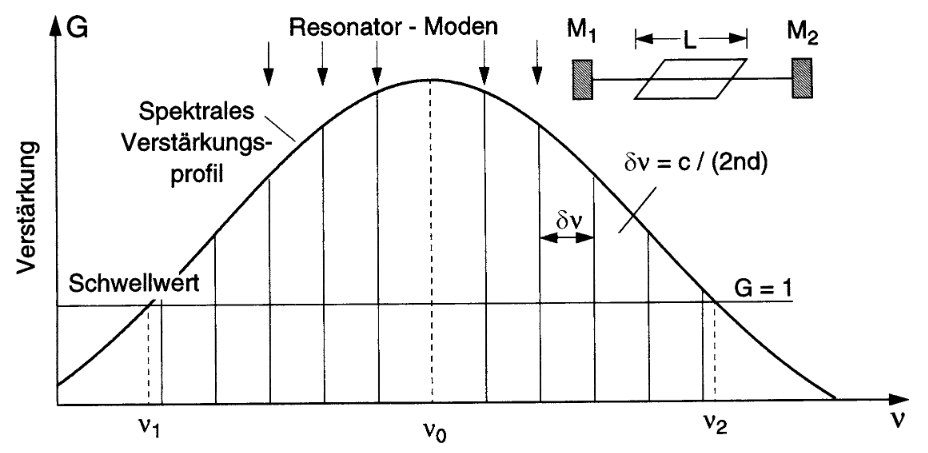 G
Resonator - Moden
M₁
L
M₂
Spektrales
Verstärkungs-
profil
δν = c / (2nd)
δν
Verstärkung
Schwellwert
G = 1
ν₁
ν₀
ν₂
ν